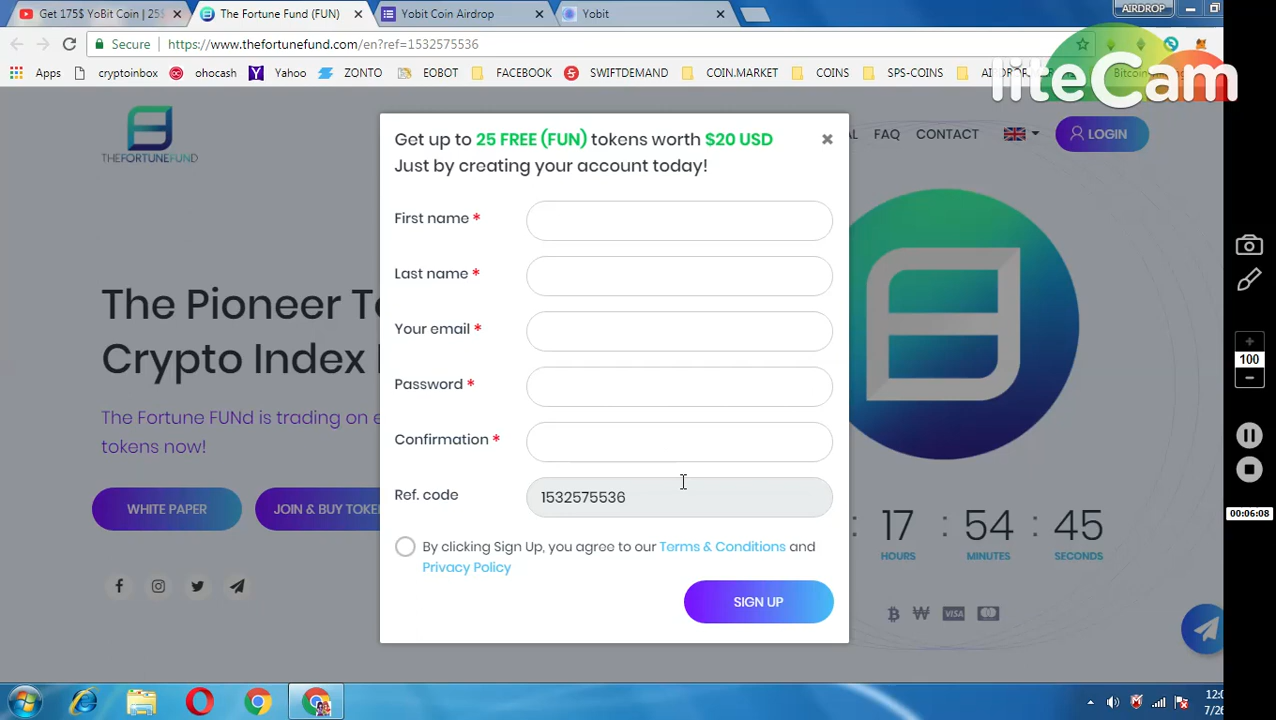 Get 175$ YoBit Coin | 25$
The Fortune Fund (FUN)
Yobit Coin Airdrop
Yobit
AIRDROP
Secure
https://www.thefortunefund.com/en?ref=1532575536
Apps
cryptoinbox
ohocash
Yahoo
ZONTO
EOBOT
FACEBOOK
SWIFTDEMAND
COIN.MARKET
COINS
SPS-COINS
liteCam
THEFORTUNEFUND
FAQ
CONTACT
LOGIN
Get up to 25 FREE (FUN) tokens worth $20 USD
Just by creating your account today!
First name *
Last name *
Your email *
Password *
Confirmation *
Ref. code
1532575536
By clicking Sign Up, you agree to our Terms & Conditions and
Privacy Policy
SIGN UP
The Pioneer
Crypto Index
The Fortune FUNd is trading on
tokens now!
WHITE PAPER
JOIN & BUY
: 17 : 54 : 45
HOURS
MINUTES
SECONDS
VISA
100
00:06:08